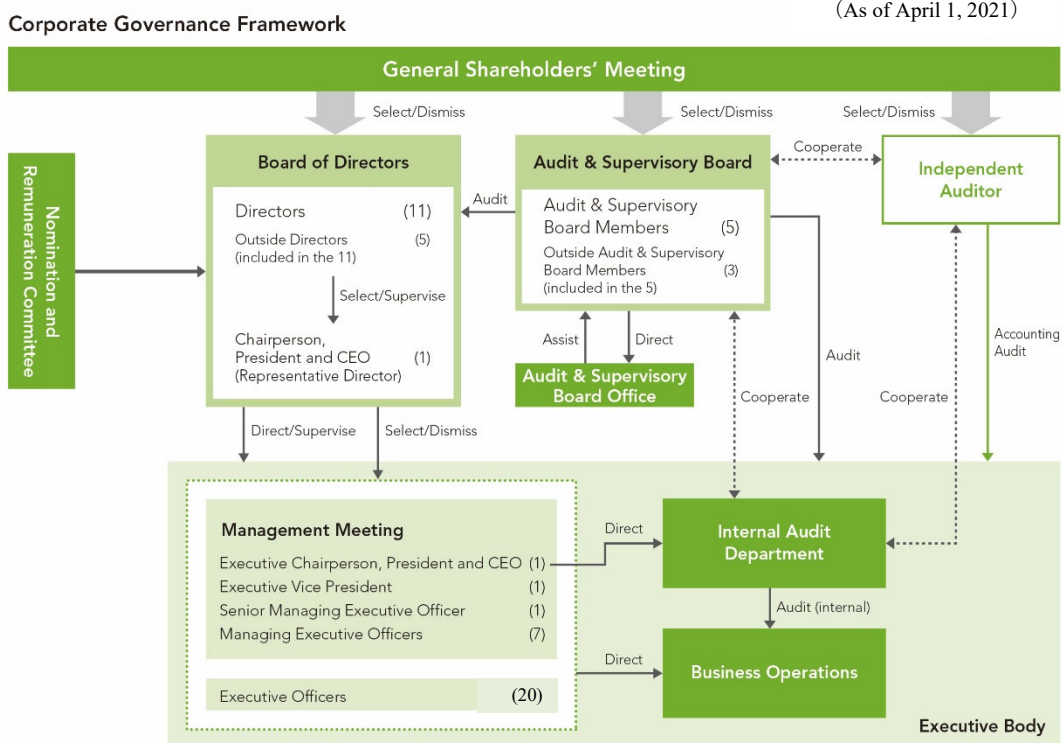 (As of April 1, 2021)
Corporate Governance Framework
General Shareholders' Meeting
Select/Dismiss
Select/Dismiss
Select/Dismiss
Nomination and
Remuneration Committee
Board of Directors
Directors (11)
Outside Directors (5)
(included in the 11)
Select/Supervise
Chairperson,
President and CEO (1)
(Representative Director)
Audit
Audit & Supervisory Board
Audit & Supervisory
Board Members (5)
Outside Audit & Supervisory
Board Members (3)
(included in the 5)
Cooperate
Independent
Auditor
Assist
Direct
Audit & Supervisory
Board Office
Cooperate
Audit
Cooperate
Accounting
Audit
Direct/Supervise
Select/Dismiss
Management Meeting
Executive Chairperson, President and CEO (1)
Executive Vice President (1)
Senior Managing Executive Officer (1)
Managing Executive Officers (7)
Executive Officers (20)
Direct
Internal Audit
Department
Audit (internal)
Direct
Business Operations
Executive Body